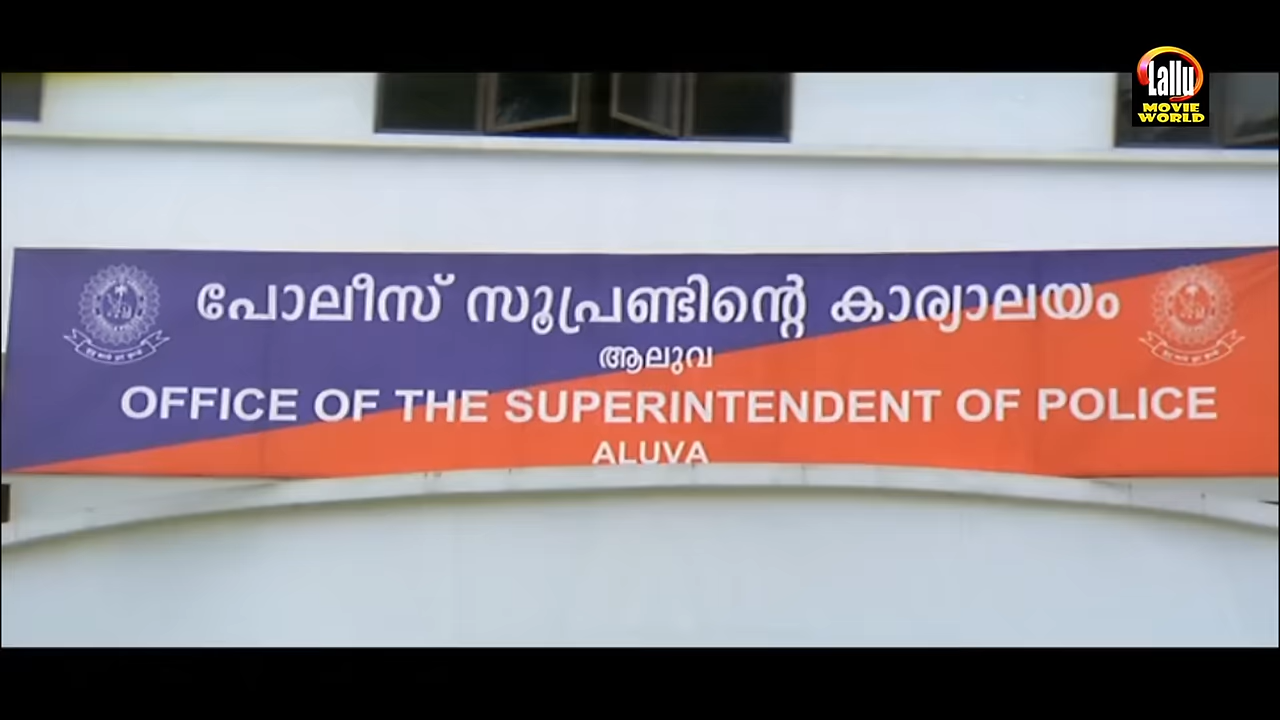 Lallu
MOVIE
WORLD
പോലീസ് സൂപ്രണ്ടിന്റെ കാര്യാലയം
ആലുവ
OFFICE OF THE SUPERINTENDENT OF POLICE
ALUVA